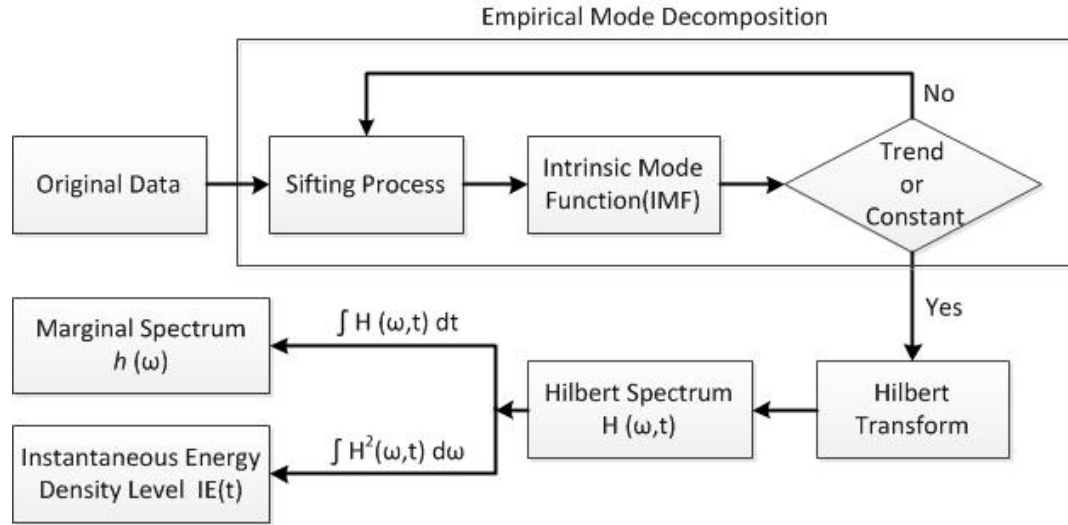 Empirical Mode Decomposition
No
Original Data
Sifting Process
Intrinsic Mode
Function(IMF)
Trend
or
Constant
Yes
Marginal Spectrum
h (ω)
∫ H (ω,t) dt
Hilbert Spectrum
H (ω,t)
Hilbert
Transform
∫ H²(ω,t) dω
Instantaneous Energy
Density Level IE(t)